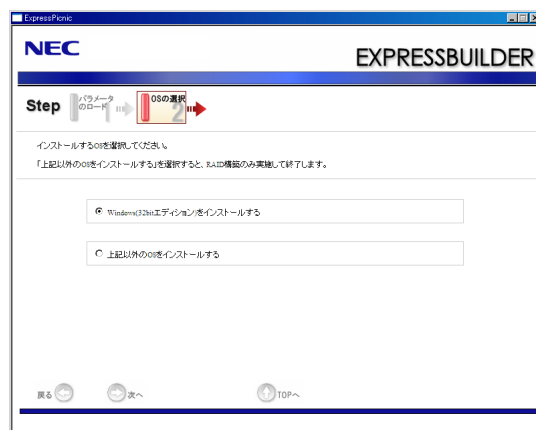 ExpressPicnic
NEC
EXPRESSBUILDER
Step
パラメータ
のロード
OSの選択
2
インストールするOSを選択してください。
「上記以外のOSをインストールする」を選択すると、RAID構築のみ実施して終了します。
Windows(32bitエディション)をインストールする
上記以外のOSをインストールする
戻る
次へ
TOPへ